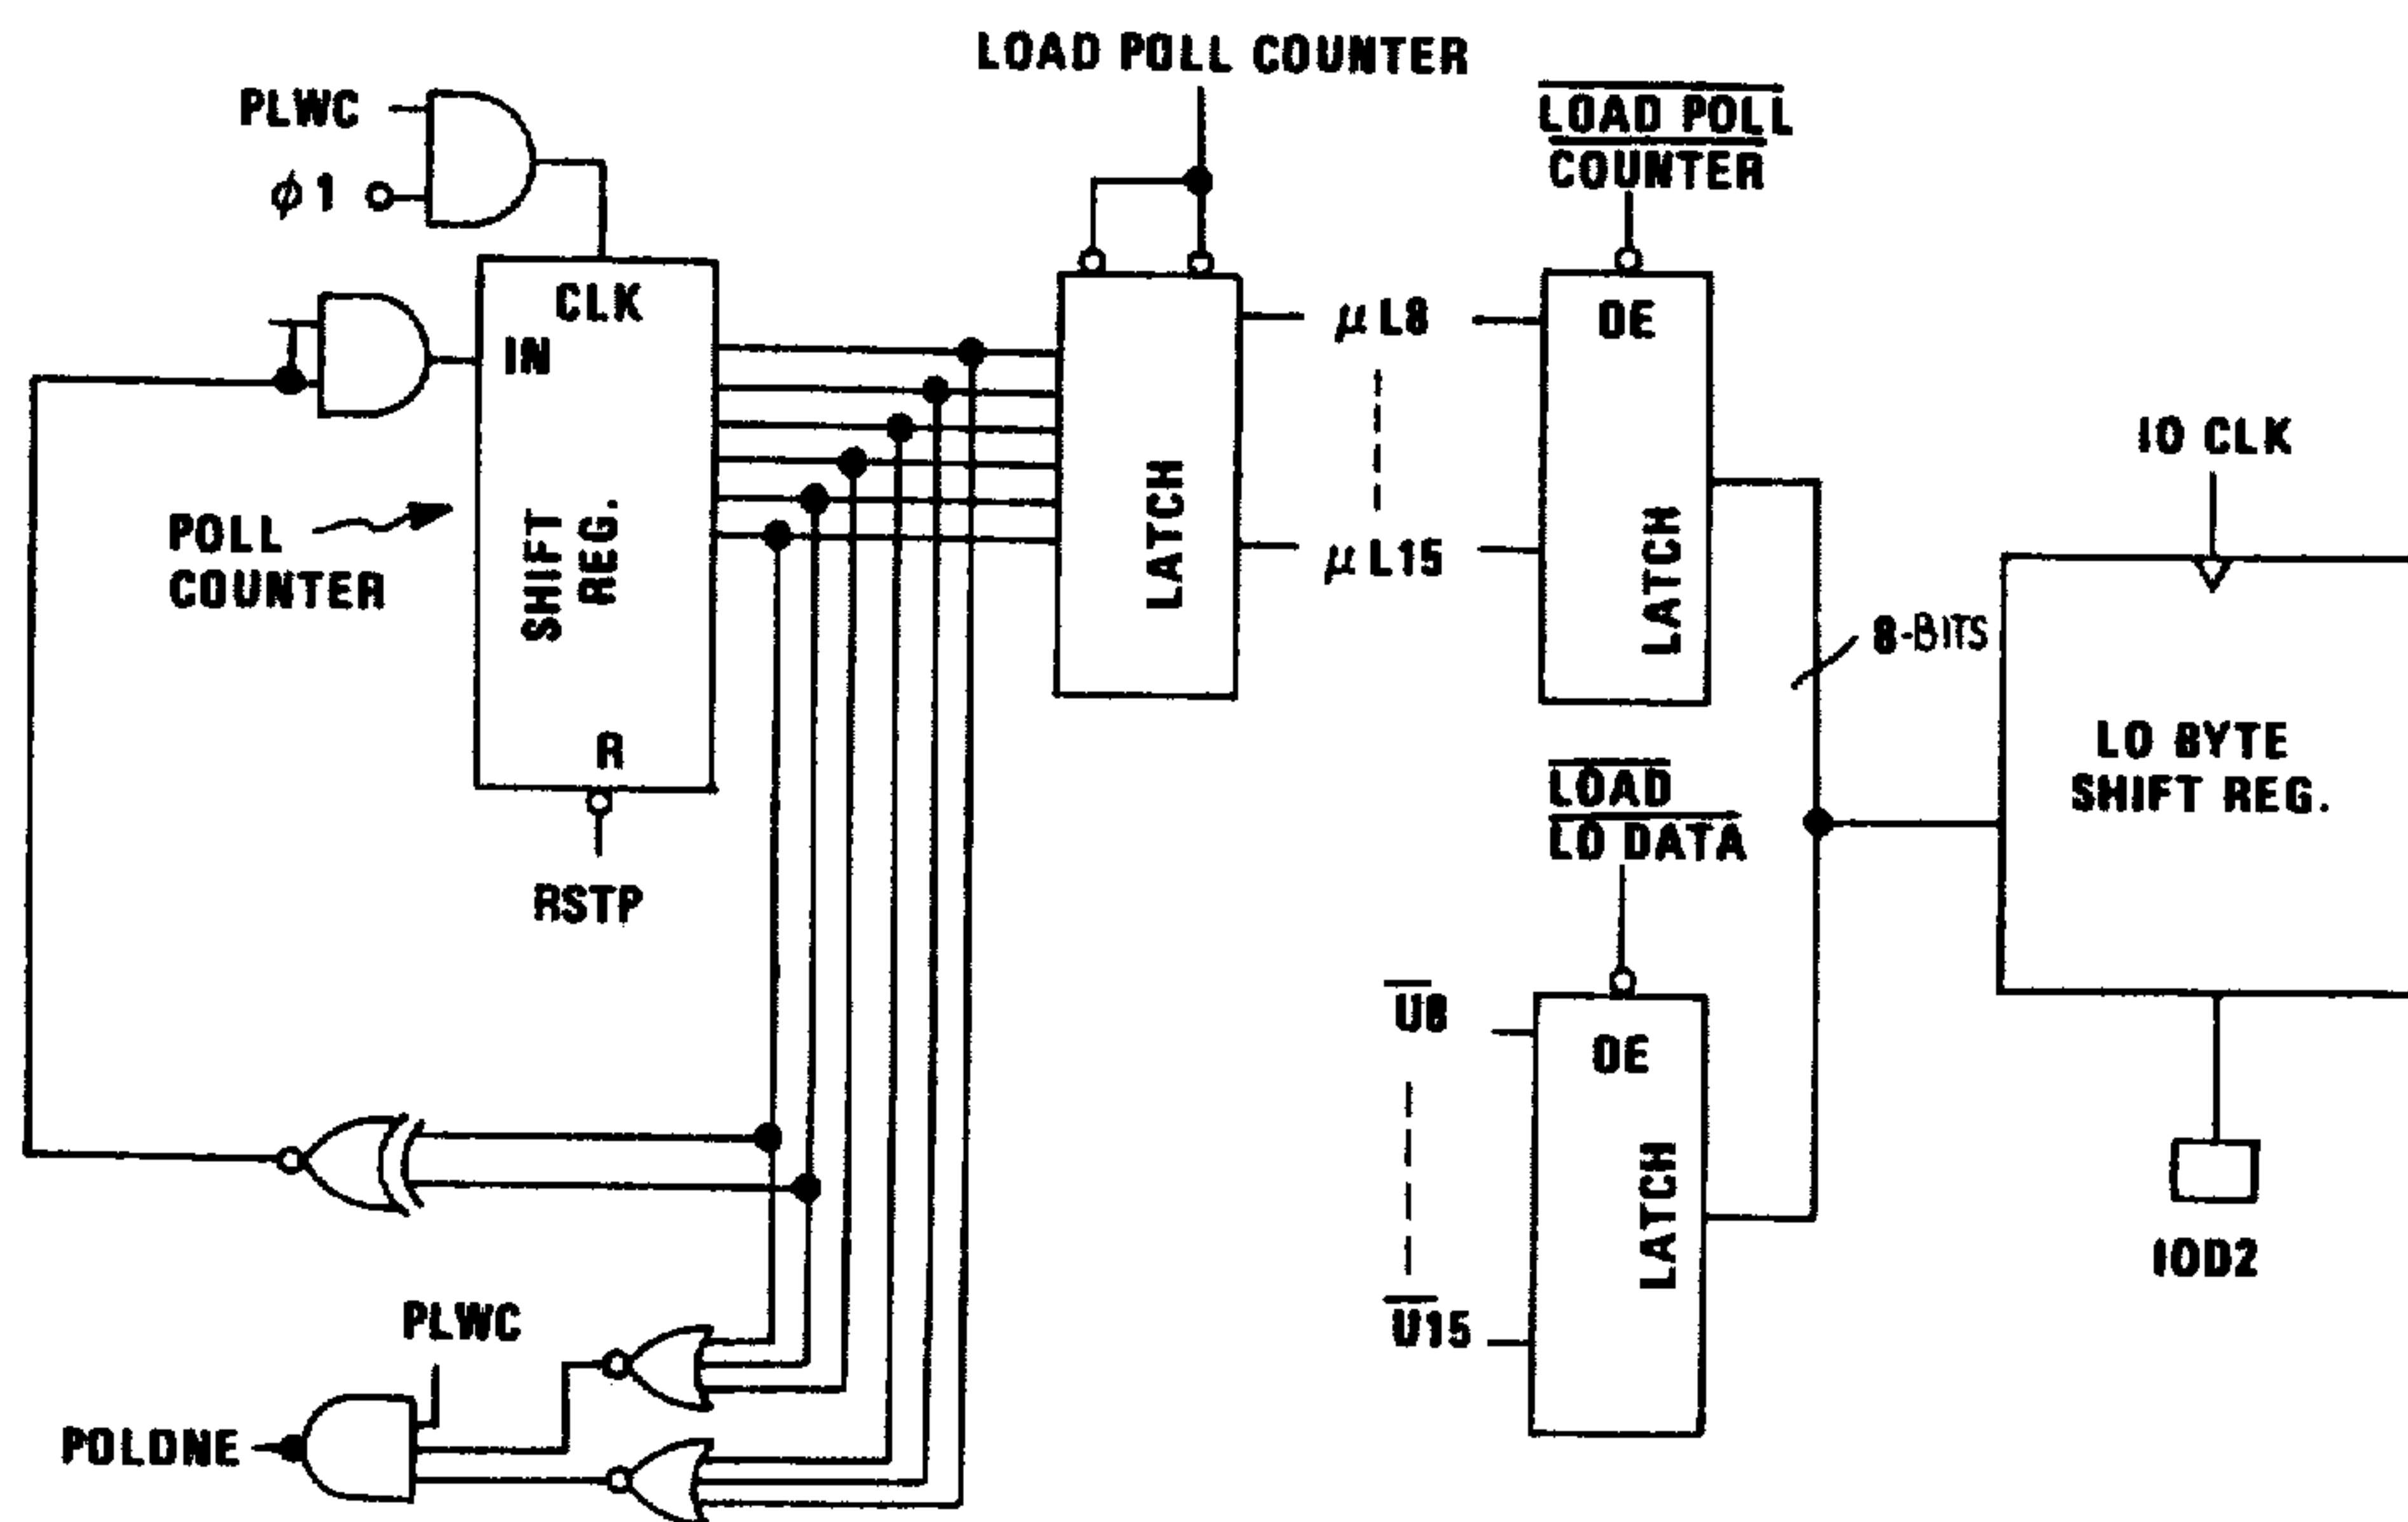 LOAD POLL COUNTER
PLWC
φ1
LOAD POLL
COUNTER
CLK
IN
OE
μL8
IO CLK
LATCH
LATCH
SHIFT
REG.
POLL
COUNTER
μL15
8-BITS
LO BYTE
SHIFT REG.
R
LOAD
LO DATA
RSTP
U8
OE
LATCH
IOD2
PLWC
U15
POLDNE